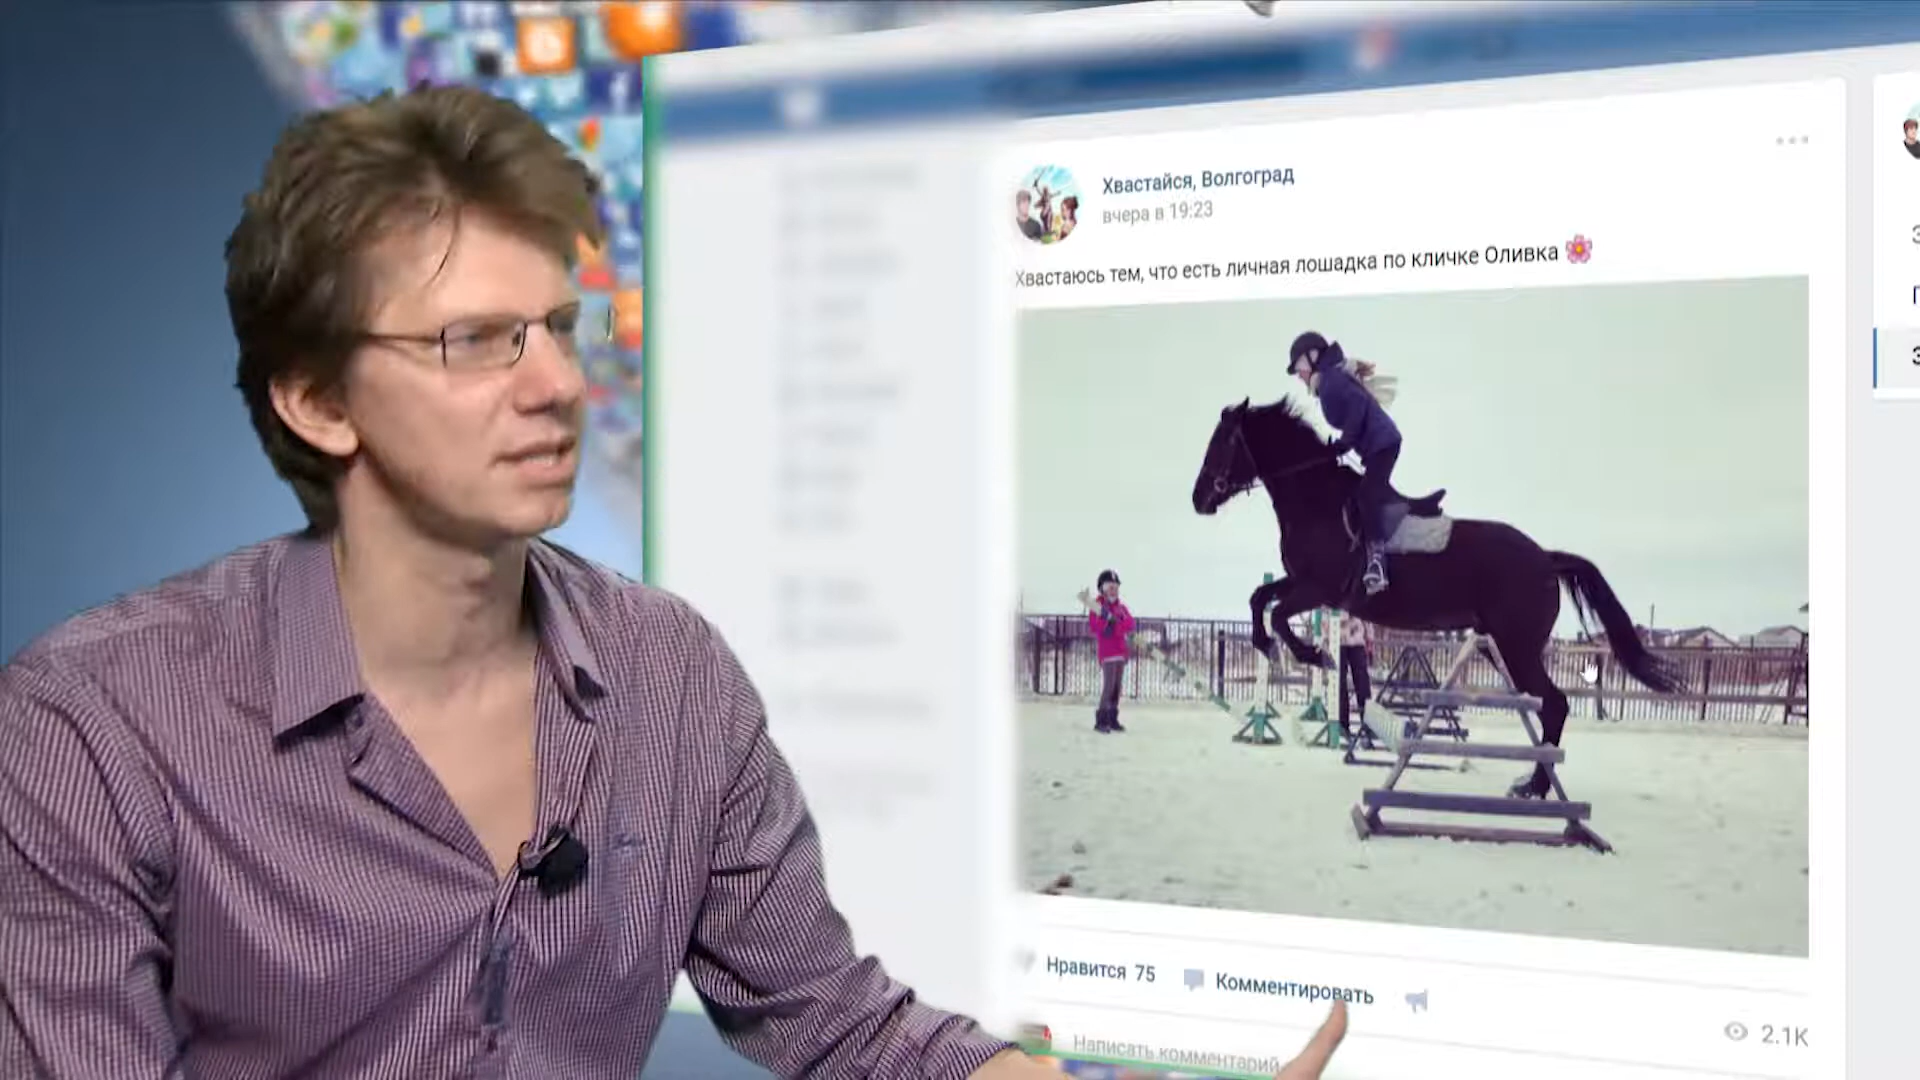 Хвастайся, Волгоград
вчера в 19:23
Хвастаюсь тем, что есть личная лошадка по кличке Оливка 🌸
Нравится 75
Комментировать
2.1K
Написать комментарий